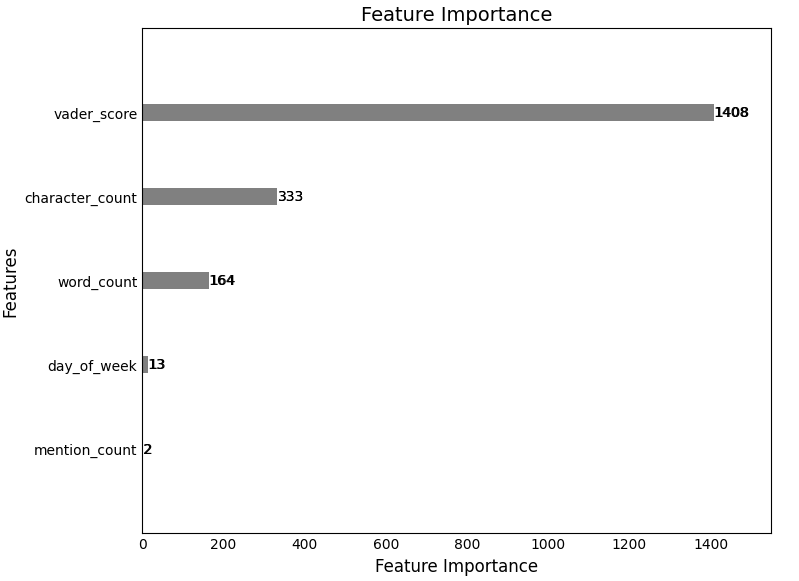 Feature Importance
vader_score 1408
character_count 333
word_count 164
day_of_week 13
mention_count 2
Features
0 200 400 600 800 1000 1200 1400
Feature Importance